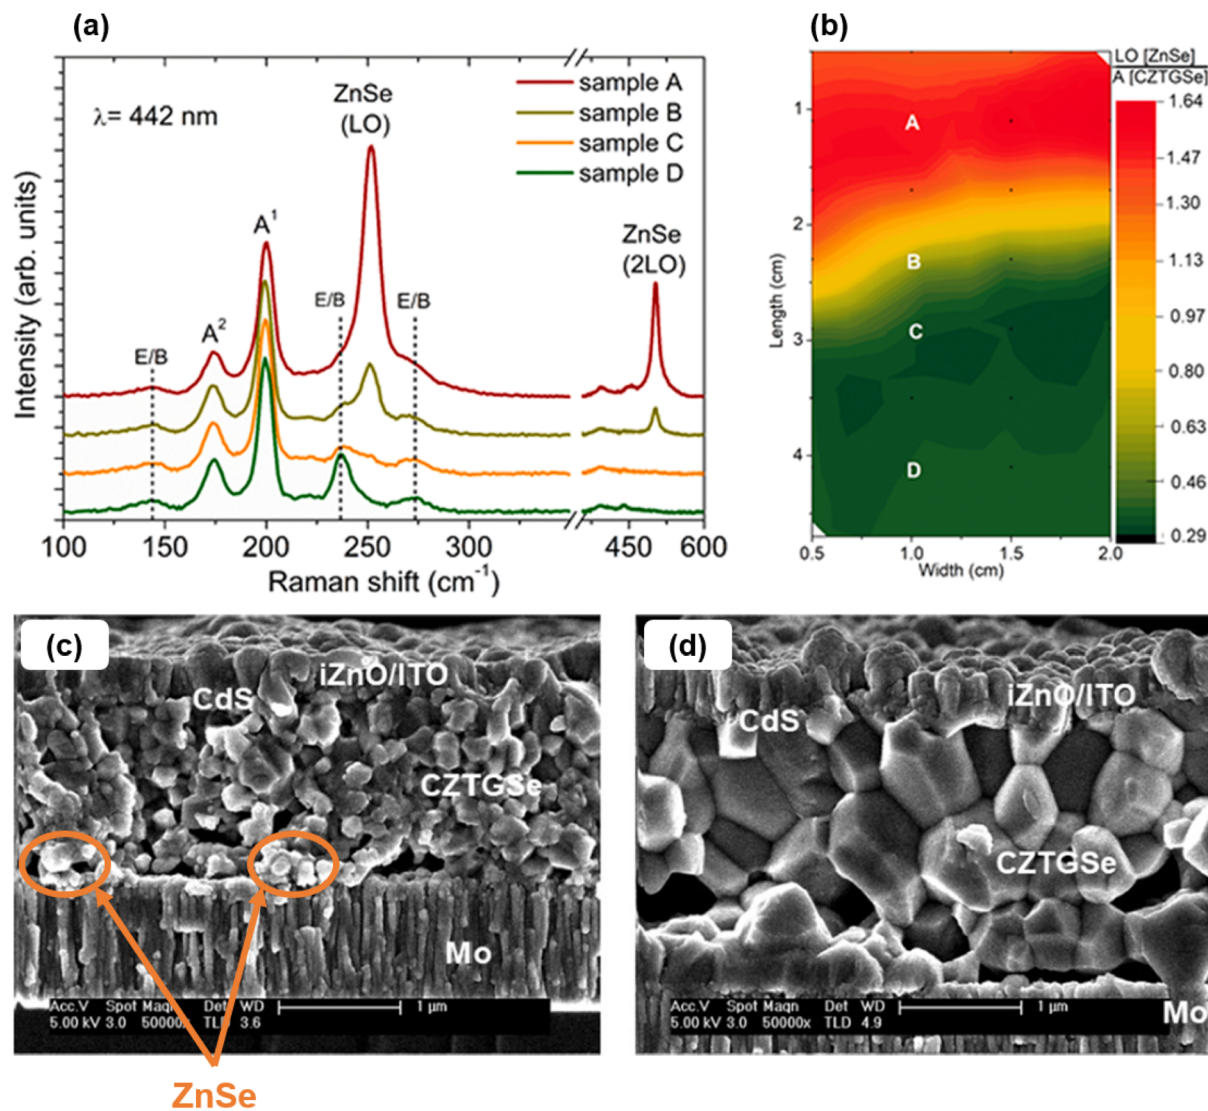 (a)
λ= 442 nm
ZnSe
(LO)
sample A
sample B
sample C
sample D
A¹
A²
E/B
E/B
E/B
ZnSe
(2LO)
Intensity (arb. units)
100 150 200 250 300 450 600
Raman shift (cm⁻¹)
(b)
LO [ZnSe]
A [CZTGSe]
1.64
1.47
1.30
1.13
0.97
0.80
0.63
0.46
0.29
A
B
C
D
1
2
3
4
Length (cm)
0.5 1.0 1.5 2.0
Width (cm)
(c)
iZnO/ITO
CdS
CZTGSe
Mo
Acc.V Spot Magn Det WD
5.00 kV 3.0 50000x TLD 3.6
1 μm
ZnSe
(d)
iZnO/ITO
CdS
CZTGSe
Mo
Acc.V Spot Magn Det WD
5.00 kV 3.0 50000x TLD 4.9
1 μm